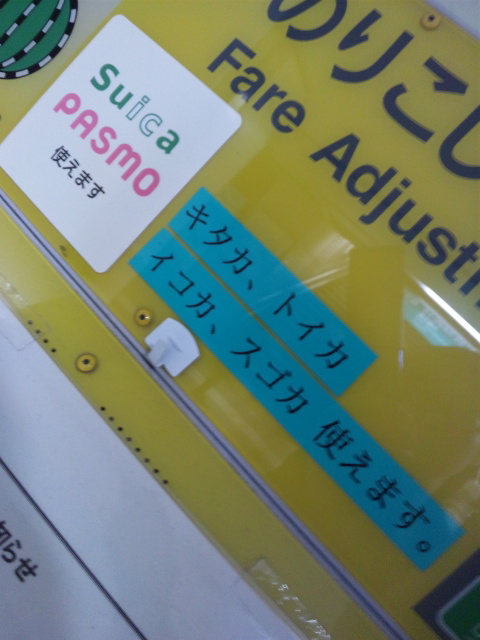 のりこし
Fare Adjustm
Suica
PASMO
使えます
キタカ、トイカ
イコカ、スゴカ 使えます。
知らせ